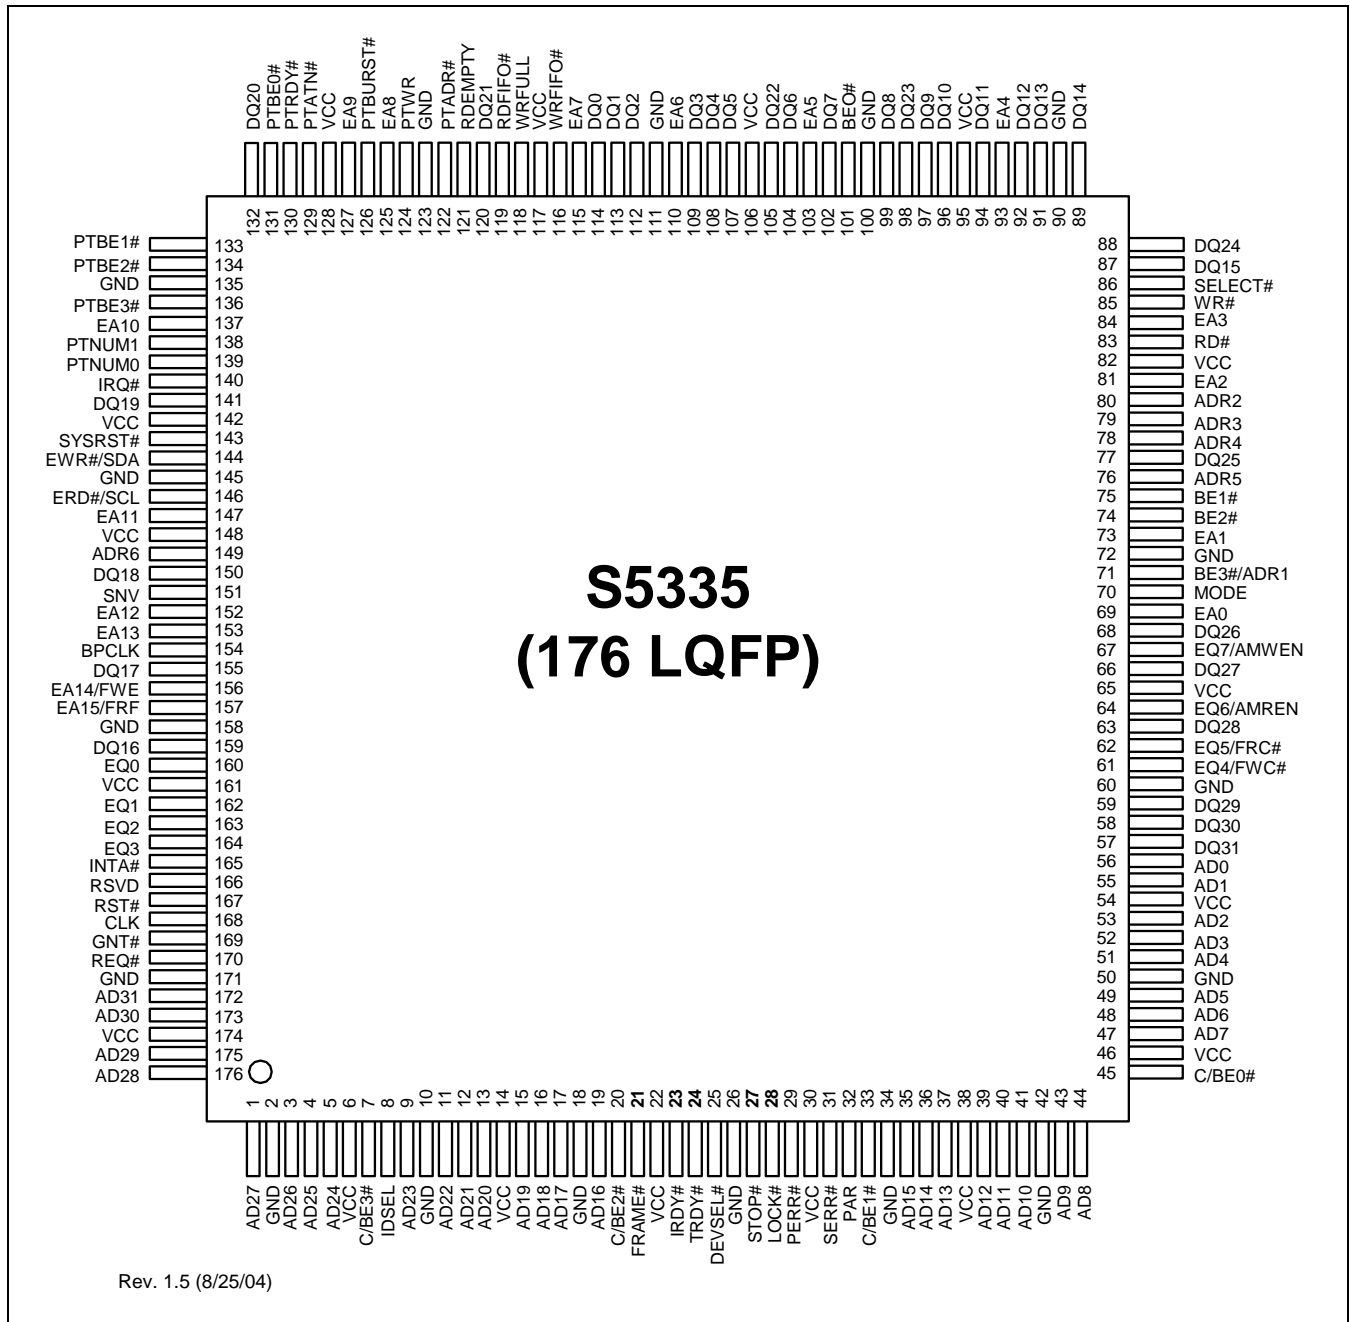 DQ20 PTBE0# PTRDY# PTATN# VCC EA9 PTBURST# EA8 PTWR GND PTADR# RDEMPTY DQ21 RDFIFO# WRFULL VCC WRFIFO# EA7 DQ0 DQ1 DQ2 GND EA6 DQ3 DQ4 DQ5 VCC DQ22 DQ6 EA5 DQ7 BEO# GND DQ8 DQ23 DQ9 DQ10 VCC DQ11 EA4 DQ12 DQ13 GND DQ14
132 131 130 129 128 127 126 125 124 123 122 121 120 119 118 117 116 115 114 113 112 111 110 109 108 107 106 105 104 103 102 101 100 99 98 97 96 95 94 93 92 91 90 89
PTBE1# 133
PTBE2# 134
GND 135
PTBE3# 136
EA10 137
PTNUM1 138
PTNUM0 139
IRQ# 140
DQ19 141
VCC 142
SYSRST# 143
EWR#/SDA 144
GND 145
ERD#/SCL 146
EA11 147
VCC 148
ADR6 149
DQ18 150
SNV 151
EA12 152
EA13 153
BPCLK 154
DQ17 155
EA14/FWE 156
EA15/FRF 157
GND 158
DQ16 159
EQ0 160
VCC 161
EQ1 162
EQ2 163
EQ3 164
INTA# 165
RSVD 166
RST# 167
CLK 168
GNT# 169
REQ# 170
GND 171
AD31 172
AD30 173
VCC 174
AD29 175
AD28 176
S5335
(176 LQFP)
88 DQ24
87 DQ15
86 SELECT#
85 WR#
84 EA3
83 RD#
82 VCC
81 EA2
80 ADR2
79 ADR3
78 ADR4
77 DQ25
76 ADR5
75 BE1#
74 BE2#
73 EA1
72 GND
71 BE3#/ADR1
70 MODE
69 EA0
68 DQ26
67 EQ7/AMWEN
66 DQ27
65 VCC
64 EQ6/AMREN
63 DQ28
62 EQ5/FRC#
61 EQ4/FWC#
60 GND
59 DQ29
58 DQ30
57 DQ31
56 AD0
55 AD1
54 VCC
53 AD2
52 AD3
51 AD4
50 GND
49 AD5
48 AD6
47 AD7
46 VCC
45 C/BE0#
1 2 3 4 5 6 7 8 9 10 11 12 13 14 15 16 17 18 19 20 21 22 23 24 25 26 27 28 29 30 31 32 33 34 35 36 37 38 39 40 41 42 43 44
AD27 GND AD26 AD25 AD24 VCC C/BE3# IDSEL AD23 GND AD22 AD21 AD20 VCC AD19 AD18 AD17 GND AD16 C/BE2# FRAME# VCC IRDY# TRDY# DEVSEL# GND STOP# LOCK# PERR# VCC SERR# PAR C/BE1# GND AD15 AD14 AD13 VCC AD12 AD11 AD10 GND AD9 AD8
Rev. 1.5 (8/25/04)